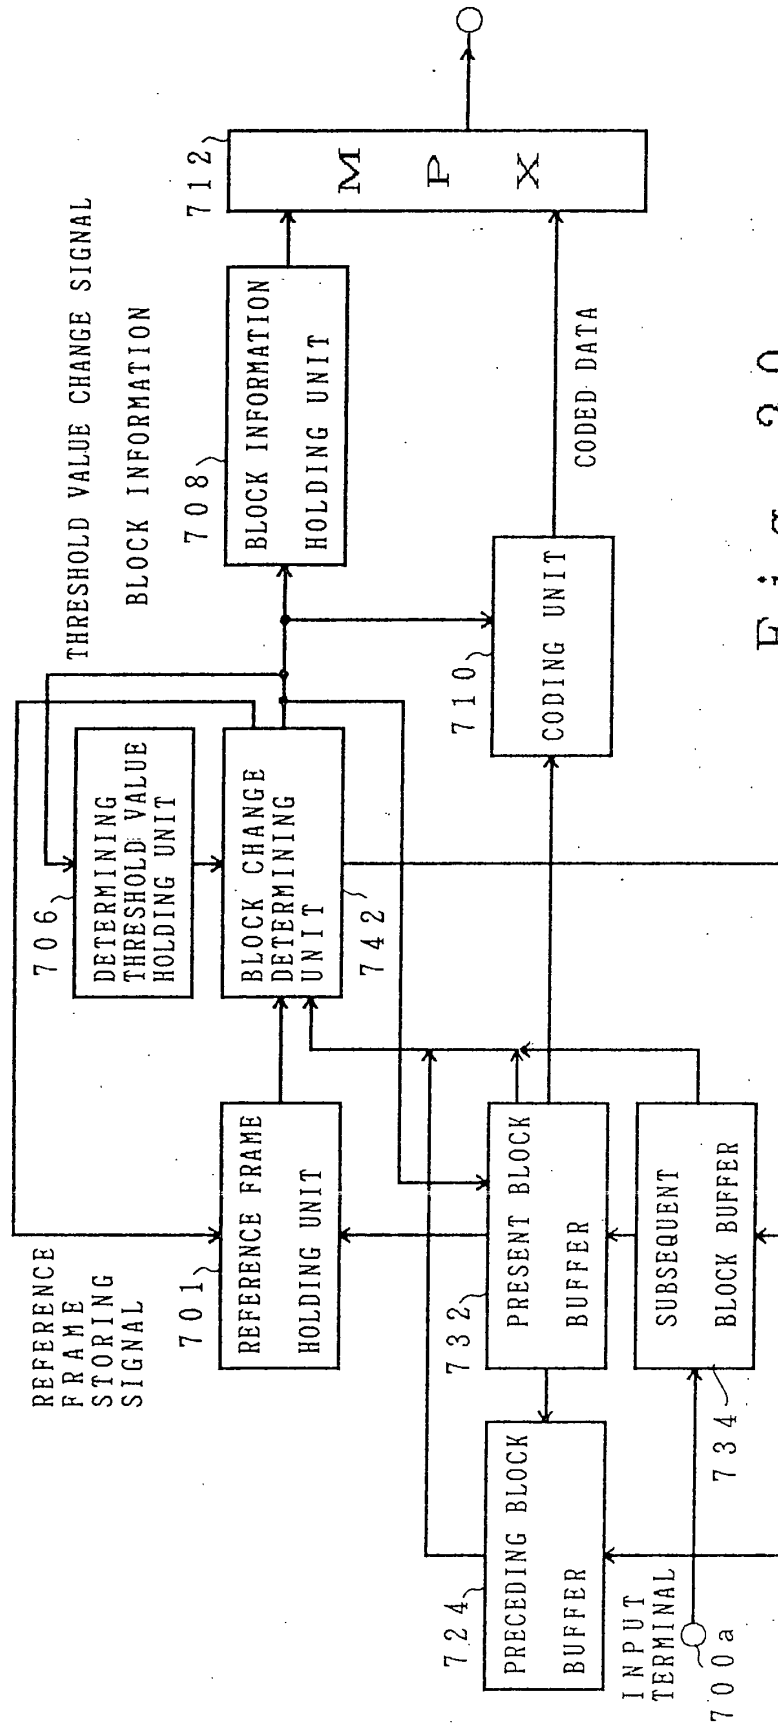 REFERENCE
FRAME
STORING
SIGNAL
THRESHOLD VALUE CHANGE SIGNAL
BLOCK INFORMATION
706
DETERMINING
THRESHOLD VALUE
HOLDING UNIT
701
REFERENCE FRAME
HOLDING UNIT
BLOCK CHANGE
DETERMINING
UNIT
742
708
BLOCK INFORMATION
HOLDING UNIT
712
MPX
724
PRECEDING BLOCK
BUFFER
732
PRESENT BLOCK
BUFFER
710
CODING UNIT
CODED DATA
INPUT
TERMINAL
700a
734
SUBSEQUENT
BLOCK BUFFER